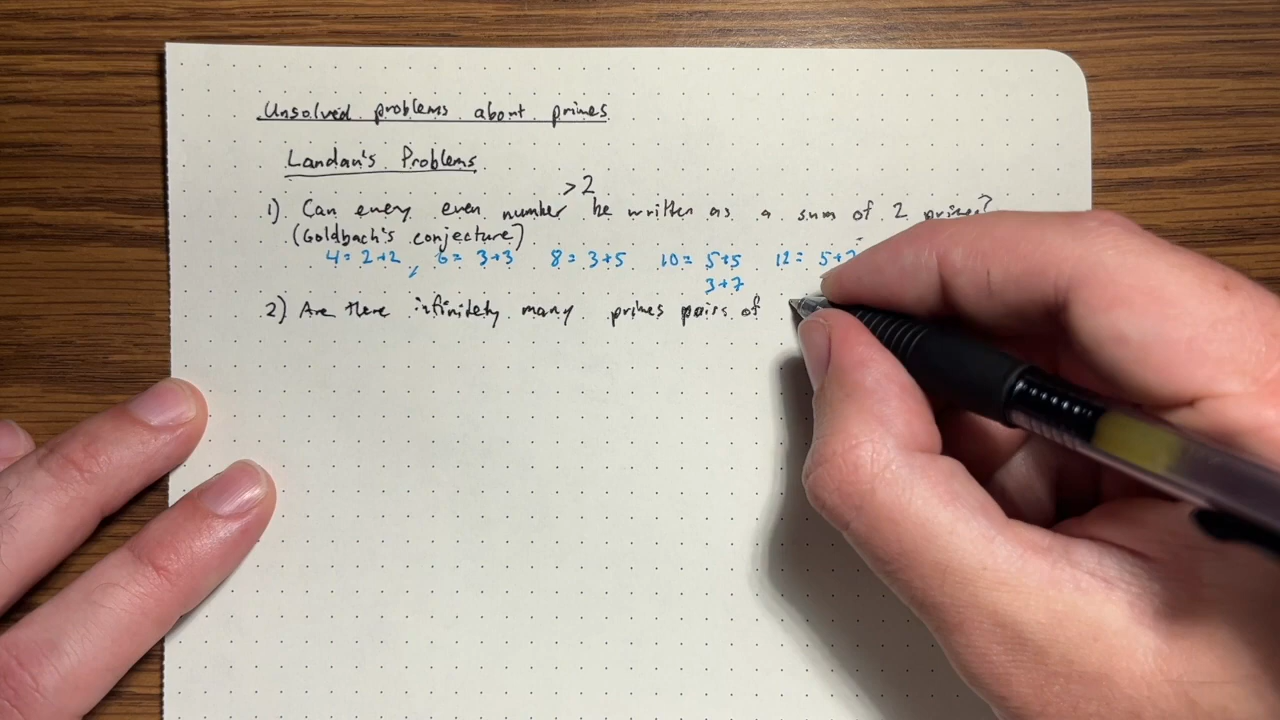 Unsolved problems about primes
Landau's Problems
> 2
1) Can every even number be written as a sum of 2 primes?
(Goldbach's conjecture)
4 = 2+2, 6 = 3+3 8 = 3+5 10 = 5+5 12 = 5+7
3+7
2) Are there infinitely many primes pairs of